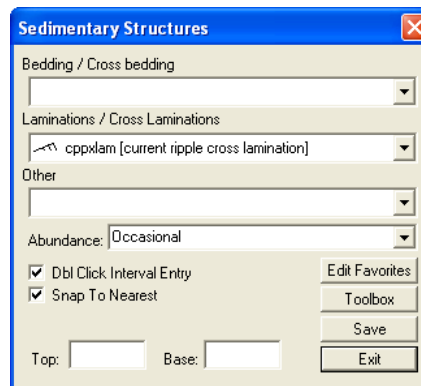 Sedimentary Structures
Bedding / Cross bedding
Laminations / Cross Laminations
cppxlam [current ripple cross lamination]
Other
Abundance: Occasional
Dbl Click Interval Entry
Edit Favorites
Snap To Nearest
Toolbox
Save
Top: Base: Exit